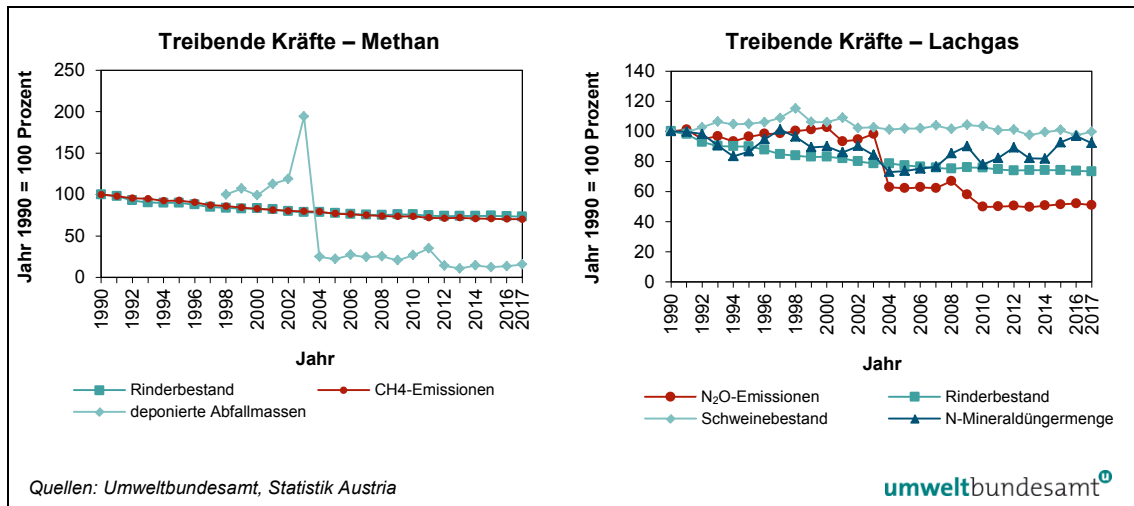 Treibende Kräfte – Methan
Jahr 1990 = 100 Prozent
250
200
150
100
50
0
1990
1992
1994
1996
1998
2000
2002
2004
2006
2008
2010
2012
2014
2016
2017
Jahr
Rinderbestand
CH4-Emissionen
deponierte Abfallmassen
Treibende Kräfte – Lachgas
Jahr 1990 = 100 Prozent
140
120
100
80
60
40
20
0
1990
1992
1994
1996
1998
2000
2002
2004
2006
2008
2010
2012
2014
2016
2017
Jahr
N₂O-Emissionen
Rinderbestand
Schweinebestand
N-Mineraldüngermenge
Quellen: Umweltbundesamt, Statistik Austria
umweltbundesamt u